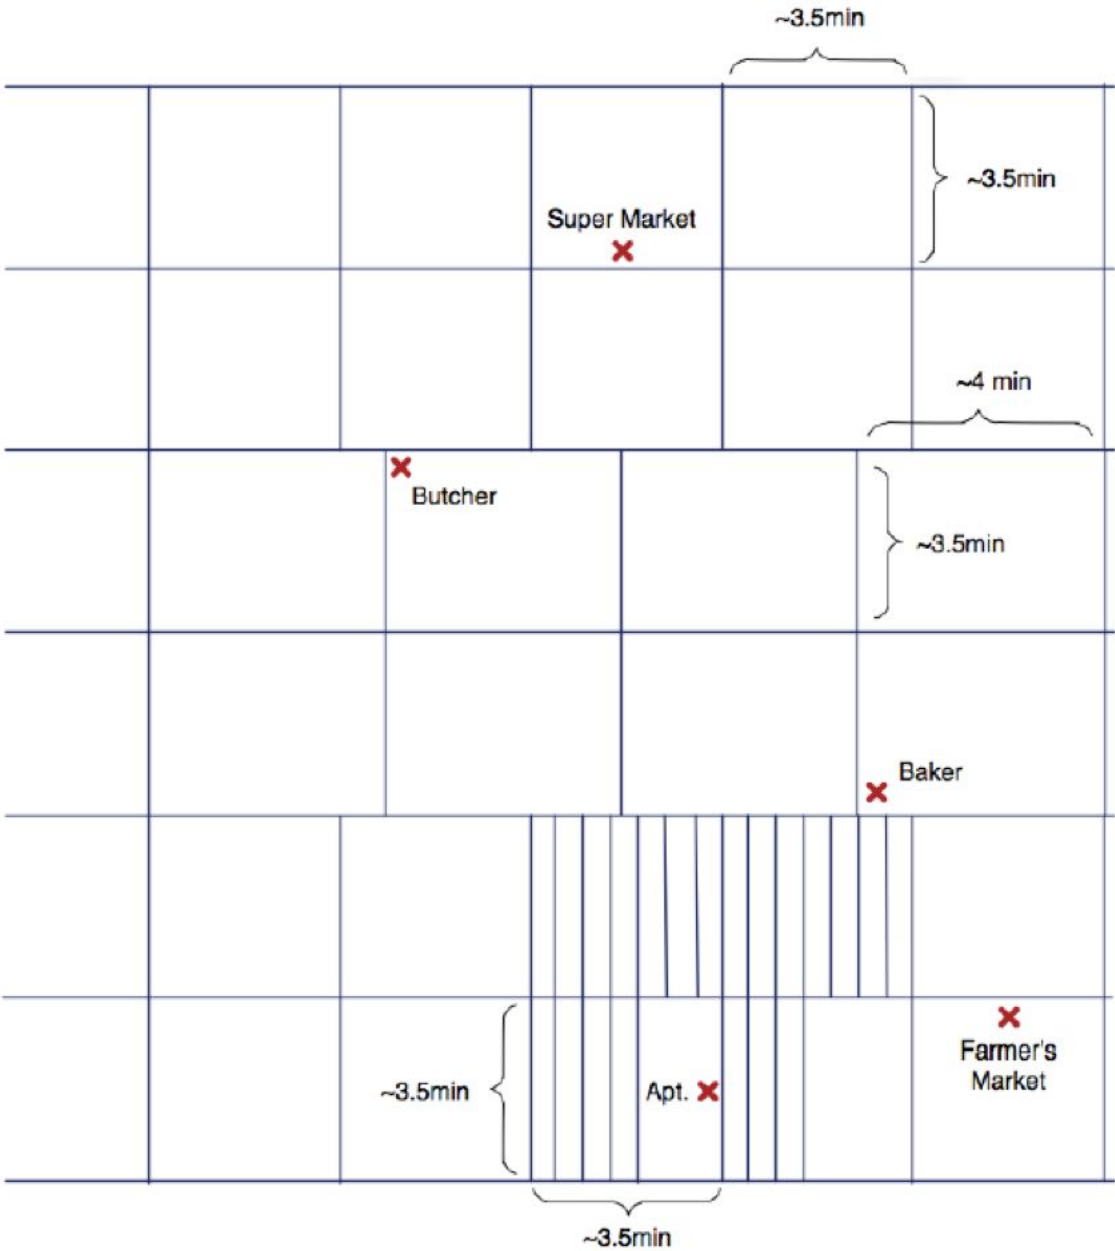 ~3.5min
~3.5min
Super Market
~4 min
Butcher
~3.5min
Baker
Farmer's
Market
~3.5min
Apt.
~3.5min